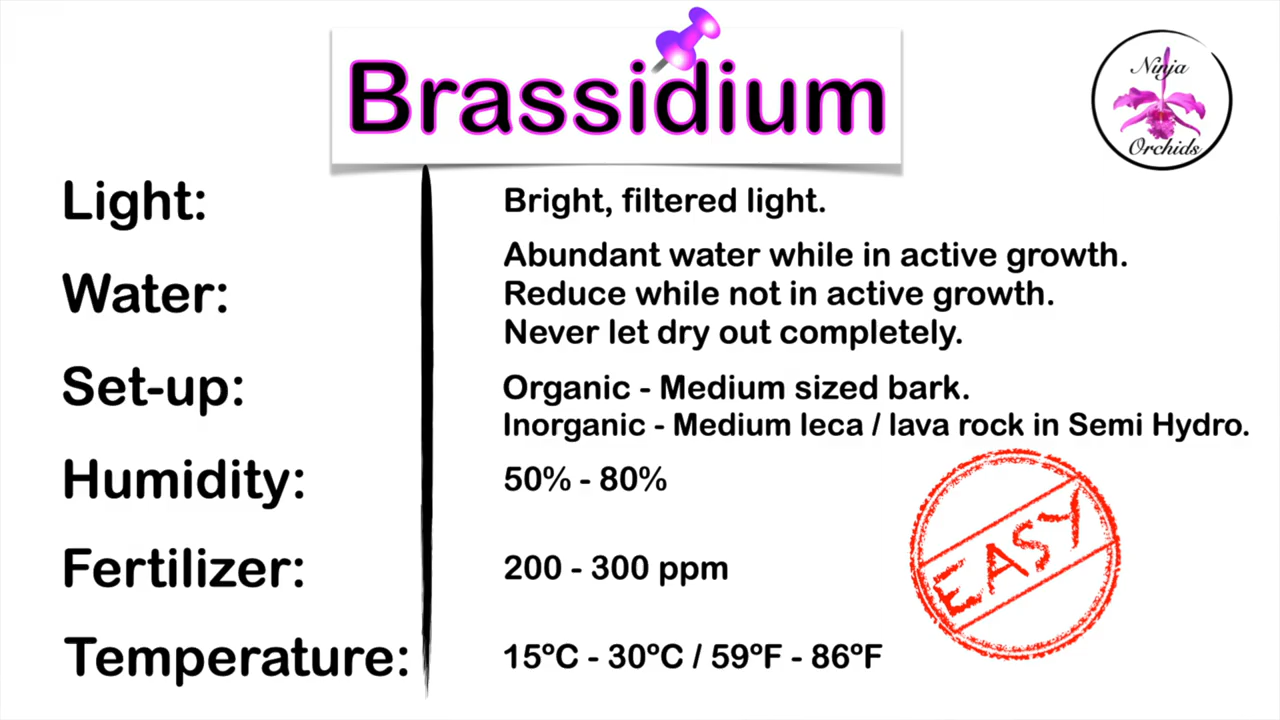 Brassidium
Ninja
Orchids
Light:
Bright, filtered light.
Water:
Abundant water while in active growth.
Reduce while not in active growth.
Never let dry out completely.
Set-up:
Organic - Medium sized bark.
Inorganic - Medium leca / lava rock in Semi Hydro.
Humidity:
50% - 80%
EASY
Fertilizer:
200 - 300 ppm
Temperature:
15ºC - 30ºC / 59ºF - 86ºF